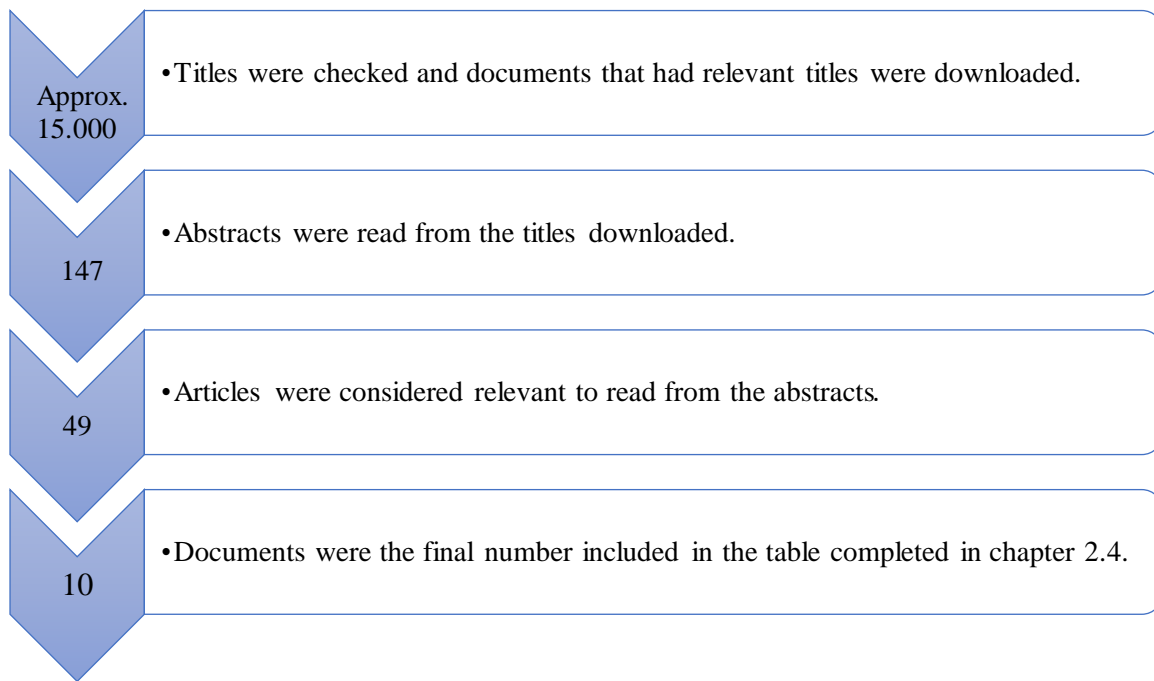 Approx.
15.000
•Titles were checked and documents that had relevant titles were downloaded.
147
•Abstracts were read from the titles downloaded.
49
•Articles were considered relevant to read from the abstracts.
10
•Documents were the final number included in the table completed in chapter 2.4.